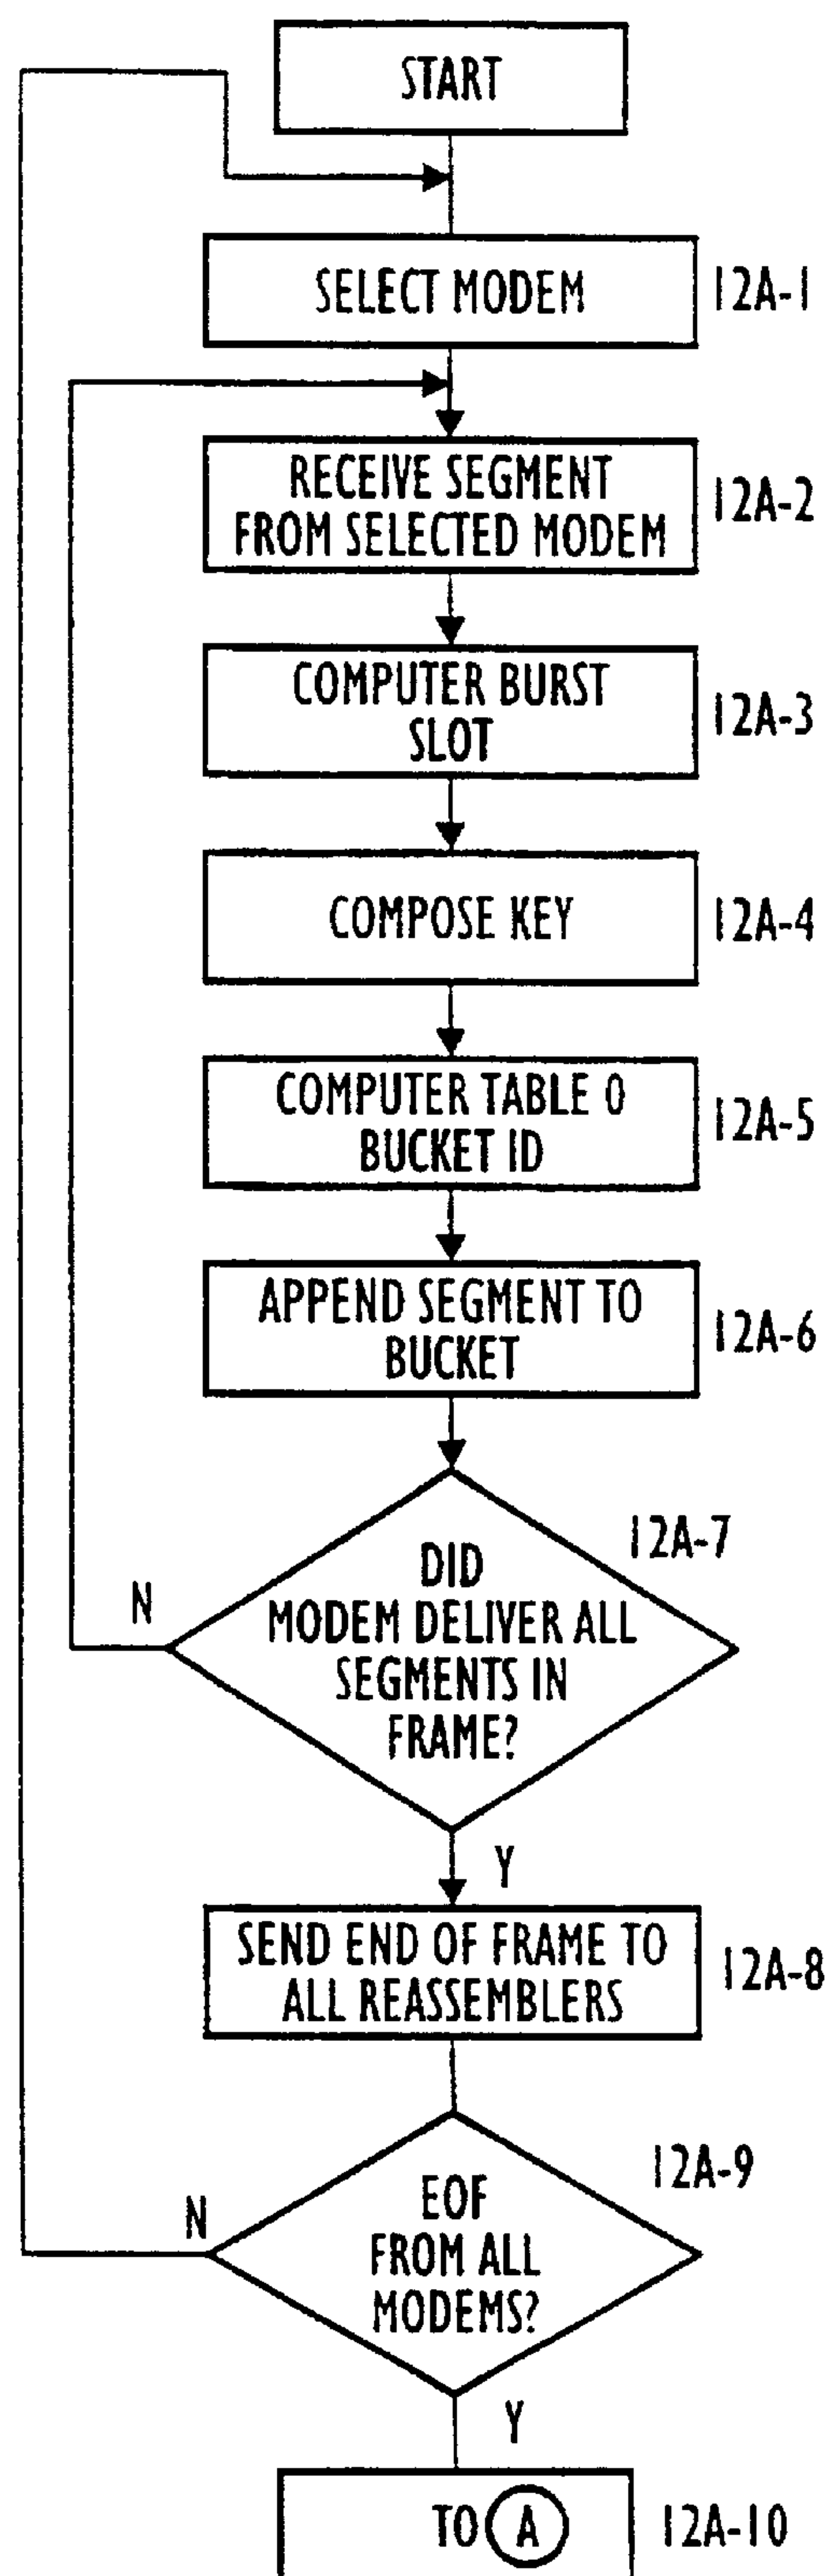 START
SELECT MODEM
12A-1
RECEIVE SEGMENT
FROM SELECTED MODEM
12A-2
COMPUTER BURST
SLOT
12A-3
COMPOSE KEY
12A-4
COMPUTER TABLE 0
BUCKET ID
12A-5
APPEND SEGMENT TO
BUCKET
12A-6
12A-7
DID
MODEM DELIVER ALL
SEGMENTS IN
FRAME?
N
Y
SEND END OF FRAME TO
ALL REASSEMBLERS
12A-8
12A-9
EOF
FROM ALL
MODEMS?
N
Y
TO A
12A-10